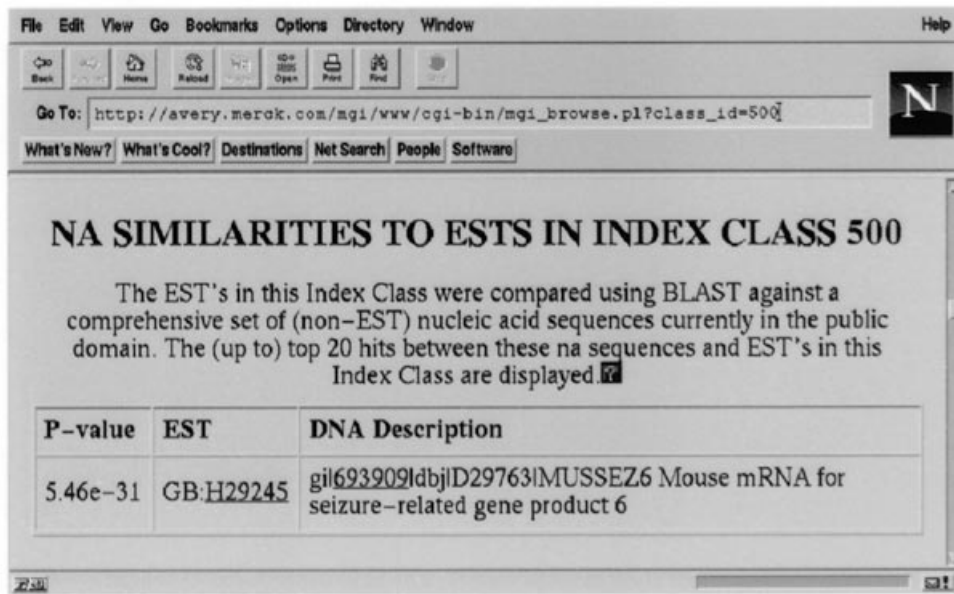 File Edit View Go Bookmarks Options Directory Window Help
Back Home Reload Open Print Find
Go To: http://avery.merck.com/mgi/www/cgi-bin/mgi_browse.pl?class_id=500
N
What's New? What's Cool? Destinations Net Search People Software
NA SIMILARITIES TO ESTS IN INDEX CLASS 500
The EST's in this Index Class were compared using BLAST against a
comprehensive set of (non-EST) nucleic acid sequences currently in the public
domain. The (up to) top 20 hits between these na sequences and EST's in this
Index Class are displayed.?
P-value EST DNA Description
5.46e-31 GB:H29245 gi|693909|dbj|D29763|MUSSEZ6 Mouse mRNA for
seizure-related gene product 6